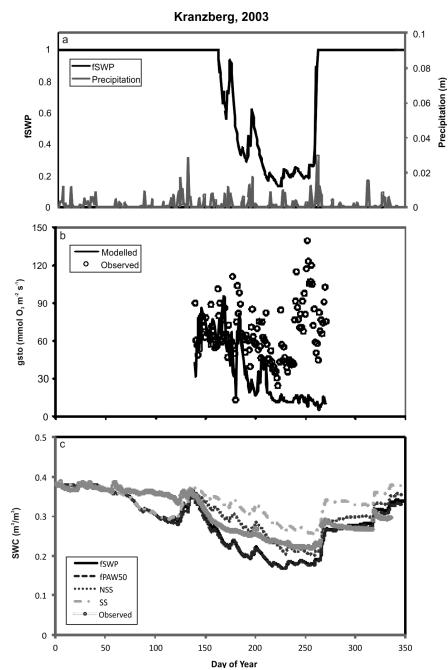 Kranzberg, 2003
a
fSWP
Precipitation
1
0.8
0.6
0.4
0.2
0
fSWP
0.1
0.08
0.06
0.04
0.02
0
Precipitation (m)
b
Modelled
Observed
150
120
90
60
30
0
gsto (mmol O, m⁻² s⁻¹)
c
0.5
0.4
0.3
0.2
0.1
0
SWC (m³/m³)
fSWP
fPAW50
NSS
SS
Observed
0 50 100 150 200 250 300 350
Day of Year